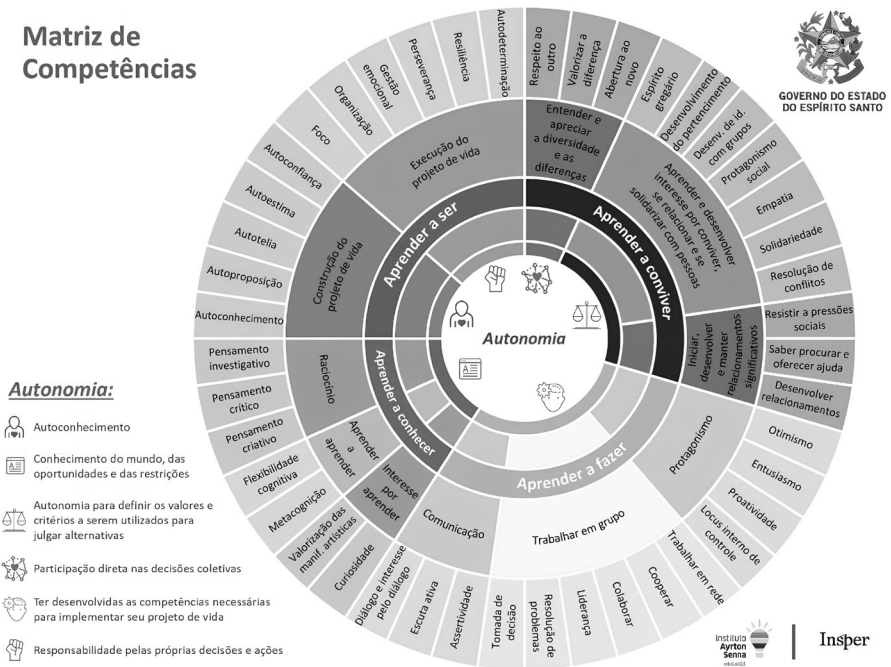 Matriz de
Competências
GOVERNO DO ESTADO
DO ESPÍRITO SANTO
Autoconhecimento
Autoproposição
Autotelia
Autoestima
Autoconfiança
Foco
Organização
Gestão
emocional
Perseverança
Resiliência
Autodeterminação
Respeito ao
outro
Valorizar a
diferença
Abertura ao
novo
Espírito
gregário
Desenvolvimento
do pertencimento
Desenv. de id.
com grupos
Protagonismo
social
Empatia
Solidariedade
Resolução de
conflitos
Resistir a pressões
sociais
Saber procurar e
oferecer ajuda
Desenvolver
relacionamentos
Otimismo
Entusiasmo
Proatividade
Locus interno de
controle
Trabalhar em rede
Cooperar
Colaborar
Liderança
Resolução de
problemas
Tomada de
decisão
Assertividade
Escuta ativa
Diálogo e interesse
pelo diálogo
Curiosidade
Valorização das
manif. artísticas
Metacognição
Flexibilidade
cognitiva
Pensamento
criativo
Pensamento
crítico
Pensamento
investigativo
Construção do
projeto de vida
Execução do
projeto de vida
Entender e
apreciar
a diversidade
e as
diferenças
Aprender e desenvolver
interesse por conviver,
se relacionar e se
solidarizar com pessoas
Iniciar,
desenvolver
e manter
relacionamentos
significativos
Protagonismo
Trabalhar em grupo
Comunicação
Interesse
por
aprender
Aprender
a
aprender
Raciocínio
Aprender a ser
Aprender a conviver
Aprender a fazer
Aprender a conhecer
Autonomia
Autonomia:
Autoconhecimento
Conhecimento do mundo, das
oportunidades e das restrições
Autonomia para definir os valores e
critérios a serem utilizados para
julgar alternativas
Participação direta nas decisões coletivas
Ter desenvolvidas as competências necessárias
para implementar seu projeto de vida
Responsabilidade pelas próprias decisões e ações
Instituto
Ayrton
Senna
Insper